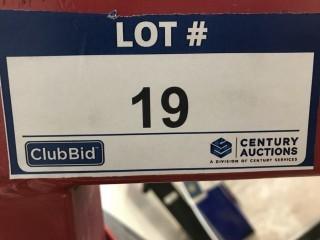 LOT #
19
ClubBid
CENTURY
AUCTIONS
A DIVISION OF CENTURY SERVICES